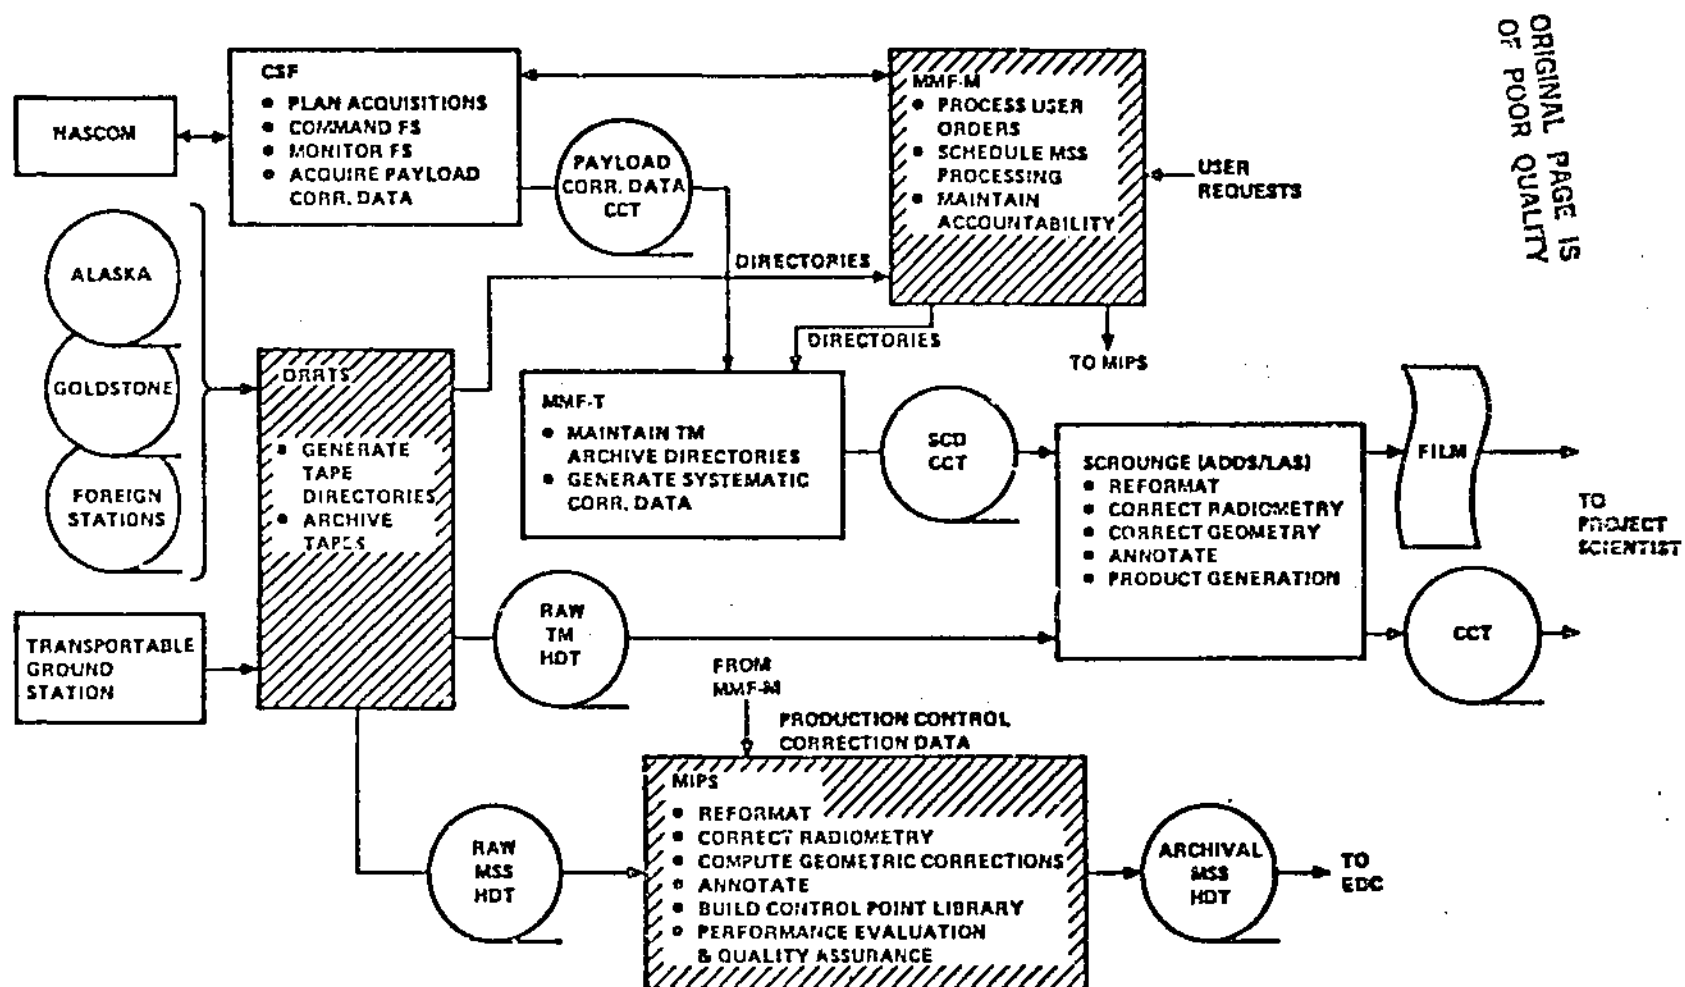 ORIGINAL PAGE IS
OF POOR QUALITY
CSF
• PLAN ACQUISITIONS
• COMMAND FS
• MONITOR FS
• ACQUIRE PAYLOAD
CORR. DATA
NASCOM
PAYLOAD
CORR. DATA
CCT
MMF-M
• PROCESS USER
ORDERS
• SCHEDULE MSS
PROCESSING
• MAINTAIN
ACCOUNTABILITY
USER
REQUESTS
DIRECTORIES
DIRECTORIES
TO MIPS
ALASKA
GOLDSTONE
FOREIGN
STATIONS
TRANSPORTABLE
GROUND
STATION
DRRTS
• GENERATE
TAPE
DIRECTORIES
• ARCHIVE
TAPES
MMF-T
• MAINTAIN TM
ARCHIVE DIRECTORIES
• GENERATE SYSTEMATIC
CORR. DATA
SCD
CCT
SCROUNGE (ADDS/LAS)
• REFORMAT
• CORRECT RADIOMETRY
• CORRECT GEOMETRY
• ANNOTATE
• PRODUCT GENERATION
FILM
CCT
TO
PROJECT
SCIENTIST
RAW
TM
HDT
FROM
MMF-M
PRODUCTION CONTROL
CORRECTION DATA
RAW
MSS
HDT
MIPS
• REFORMAT
• CORRECT RADIOMETRY
• COMPUTE GEOMETRIC CORRECTIONS
• ANNOTATE
• BUILD CONTROL POINT LIBRARY
• PERFORMANCE EVALUATION
& QUALITY ASSURANCE
ARCHIVAL
MSS
HDT
TO
EDC